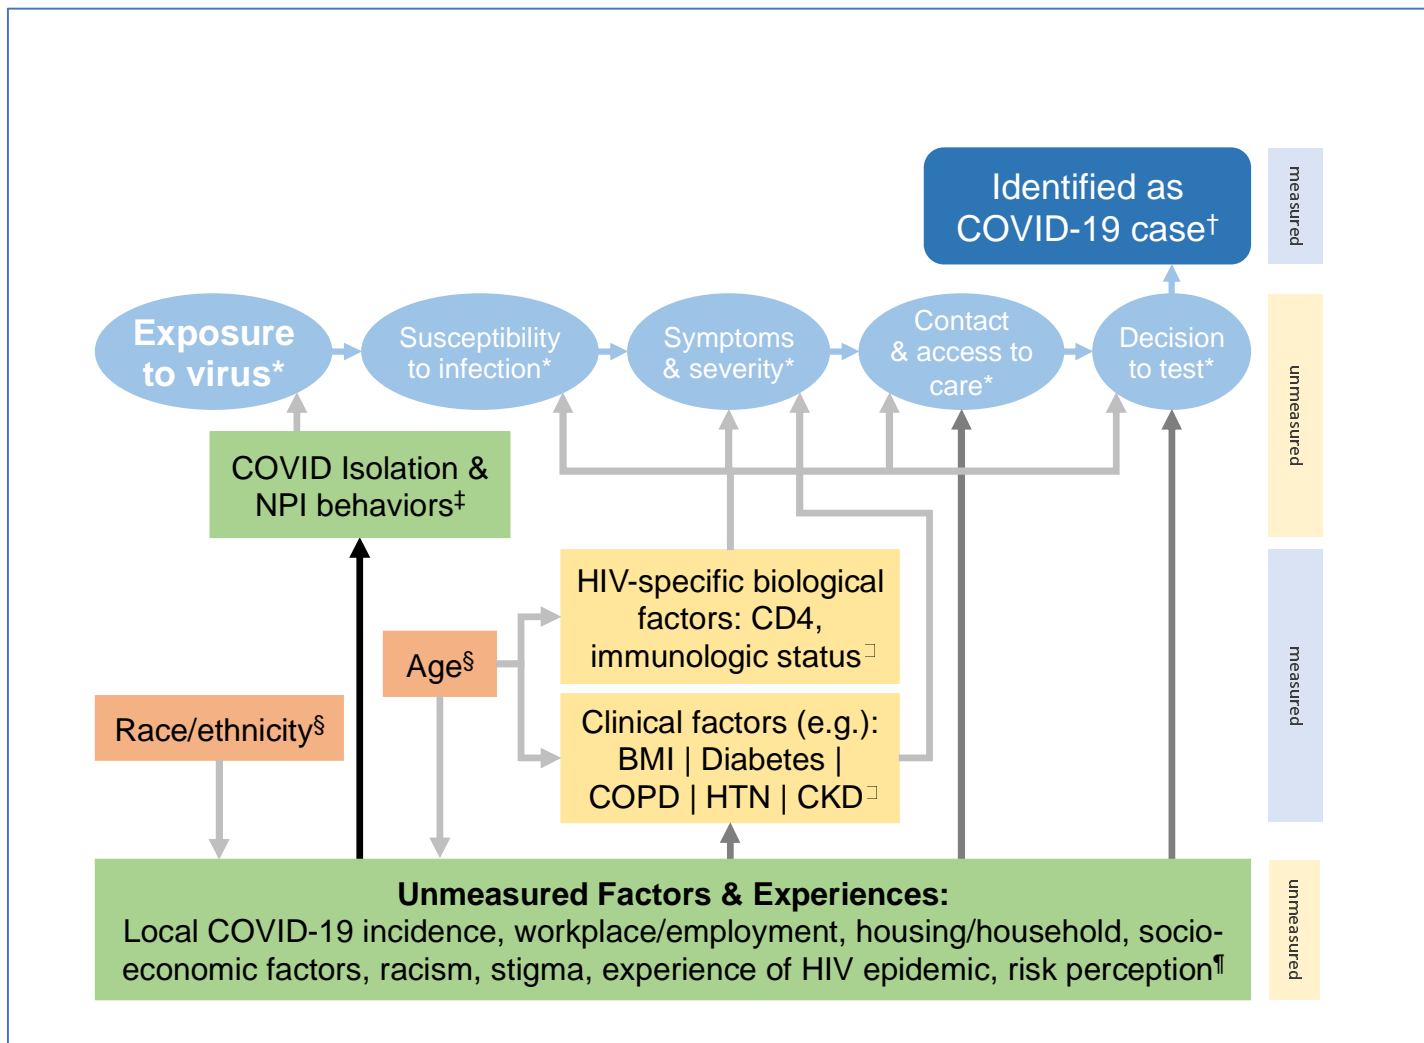 Identified as
COVID-19 case†
measured
Exposure
to virus*
Susceptibility
to infection*
Symptoms
& severity*
Contact
& access to
care*
Decision
to test*
unmeasured
COVID Isolation &
NPI behaviors‡
HIV-specific biological
factors: CD4,
immunologic status
Age§
measured
Race/ethnicity§
Clinical factors (e.g.):
BMI | Diabetes |
COPD | HTN | CKD
Unmeasured Factors & Experiences:
Local COVID-19 incidence, workplace/employment, housing/household, socio-
economic factors, racism, stigma, experience of HIV epidemic, risk perception¶
unmeasured